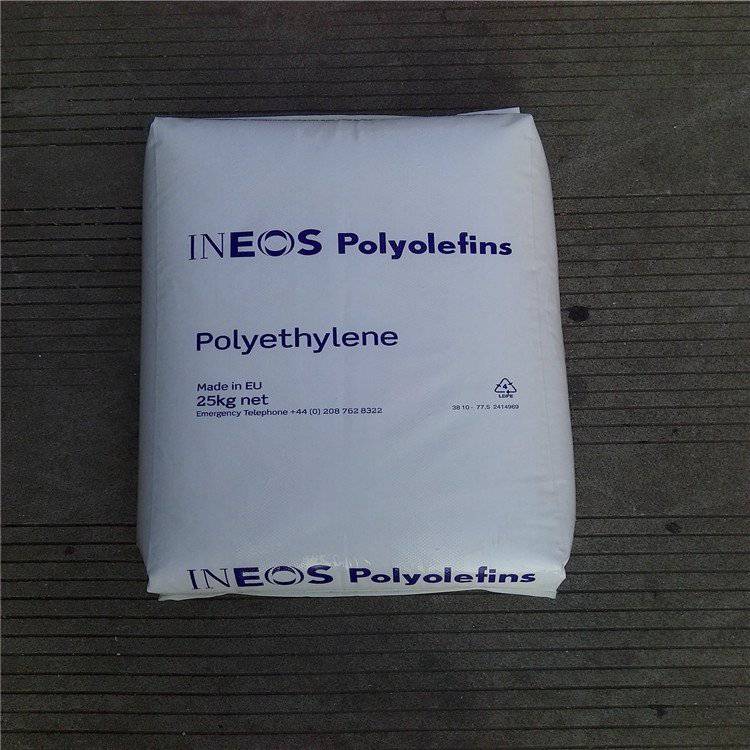 INEOS Polyolefins
Polyethylene
Made in EU
25kg net
Emergency Telephone +44 (0) 208 762 8322
4
LDPE
38 10 - 77,5 2414969
INEOS Polyolefins